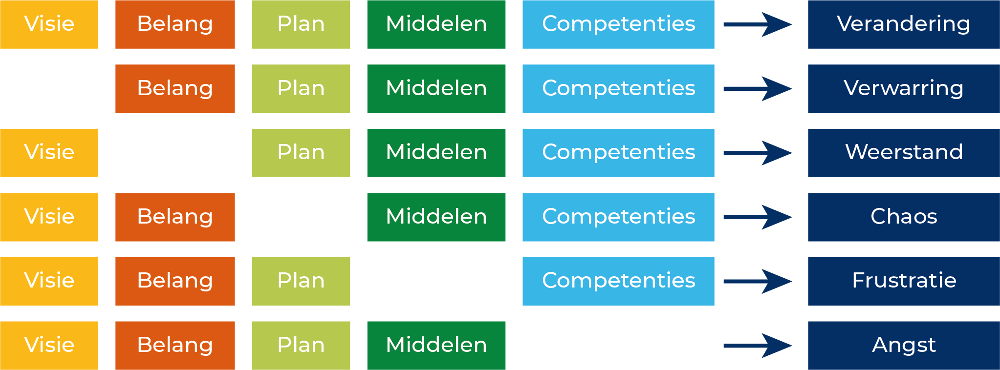 Visie Belang Plan Middelen Competenties Verandering
Belang Plan Middelen Competenties Verwarring
Visie Plan Middelen Competenties Weerstand
Visie Belang Middelen Competenties Chaos
Visie Belang Plan Competenties Frustratie
Visie Belang Plan Middelen Angst